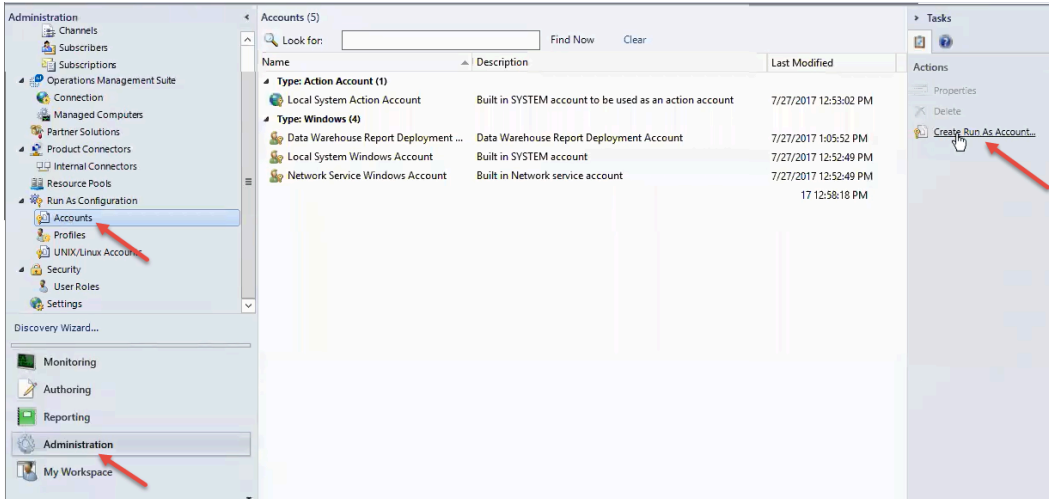 Administration
Channels
Subscribers
Subscriptions
Operations Management Suite
Connection
Managed Computers
Partner Solutions
Product Connectors
Internal Connectors
Resource Pools
Run As Configuration
Accounts
Profiles
UNIX/Linux Accounts
Security
User Roles
Settings
Discovery Wizard...
Monitoring
Authoring
Reporting
Administration
My Workspace
Accounts (5)
Look for: Find Now Clear
Name Description Last Modified
Type: Action Account (1)
Local System Action Account Built in SYSTEM account to be used as an action account 7/27/2017 12:53:02 PM
Type: Windows (4)
Data Warehouse Report Deployment ... Data Warehouse Report Deployment Account 7/27/2017 1:05:52 PM
Local System Windows Account Built in SYSTEM account 7/27/2017 12:52:49 PM
Network Service Windows Account Built in Network service account 7/27/2017 12:52:49 PM
17 12:58:18 PM
Tasks
Actions
Properties
Delete
Create Run As Account...